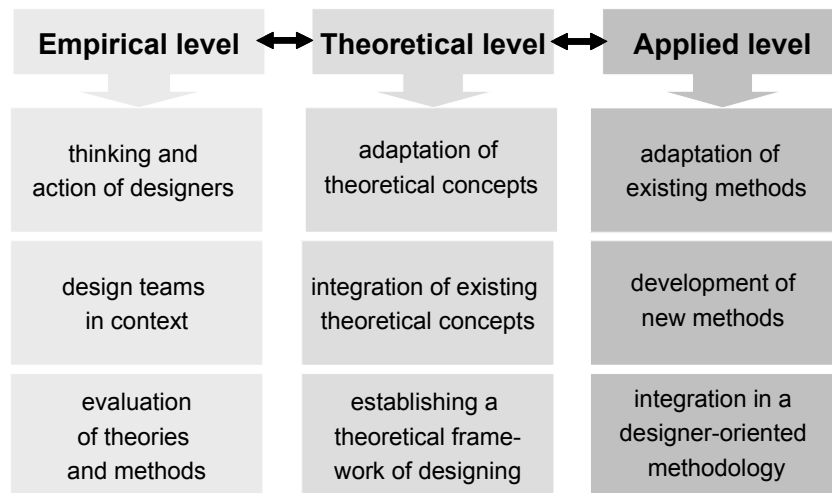 Empirical level
Theoretical level
Applied level
thinking and
action of designers
adaptation of
theoretical concepts
adaptation of
existing methods
design teams
in context
integration of existing
theoretical concepts
development of
new methods
evaluation
of theories
and methods
establishing a
theoretical frame-
work of designing
integration in a
designer-oriented
methodology